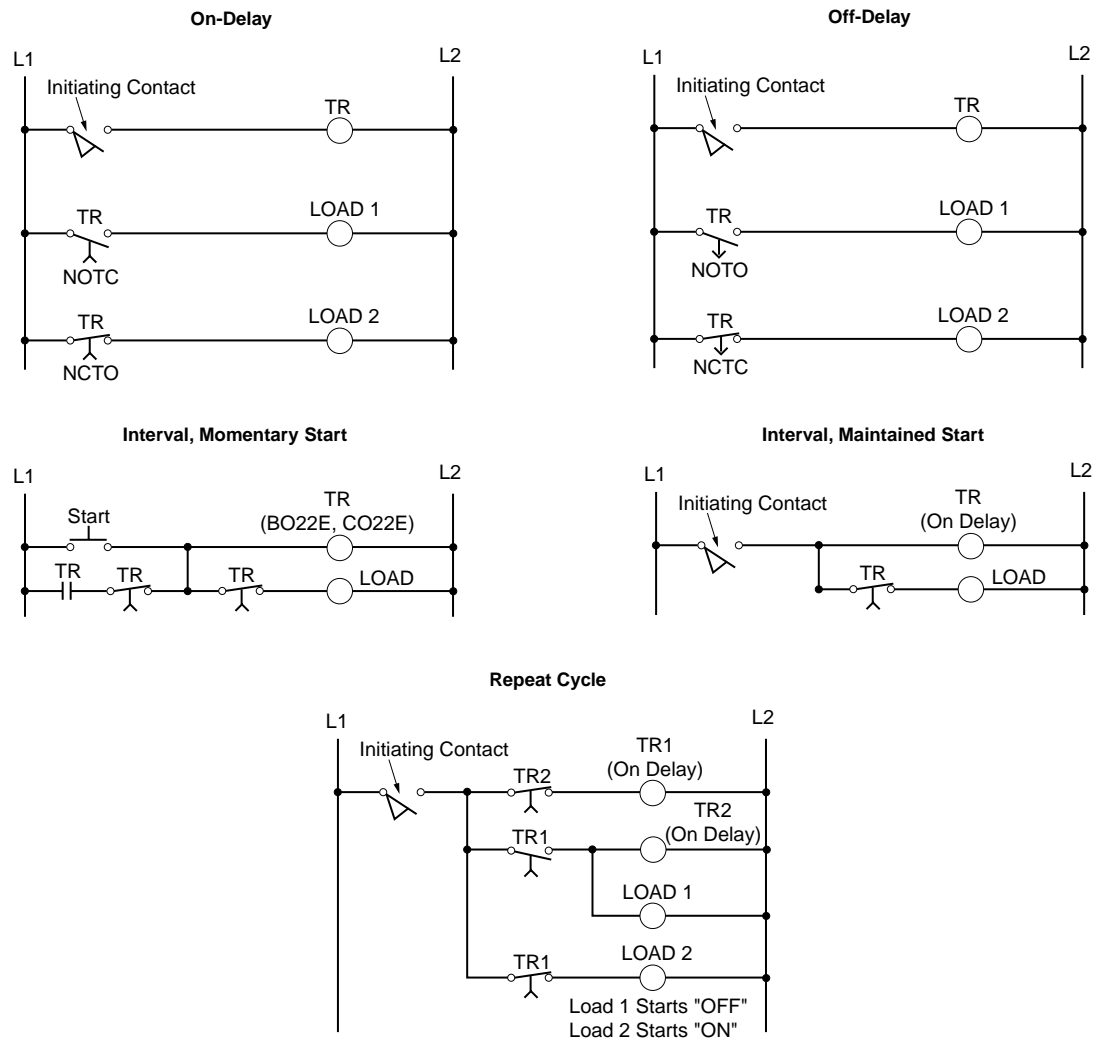 On-Delay
L1
L2
Initiating Contact
TR
TR
LOAD 1
NOTC
TR
LOAD 2
NCTO
Off-Delay
L1
L2
Initiating Contact
TR
TR
LOAD 1
NOTO
TR
LOAD 2
NCTC
Interval, Momentary Start
L1
L2
Start
TR
(BO22E, CO22E)
TR
TR
TR
LOAD
Interval, Maintained Start
L1
L2
Initiating Contact
TR
(On Delay)
TR
LOAD
Repeat Cycle
L1
L2
Initiating Contact
TR2
TR1
(On Delay)
TR1
TR2
(On Delay)
LOAD 1
TR1
LOAD 2
Load 1 Starts "OFF"
Load 2 Starts "ON"